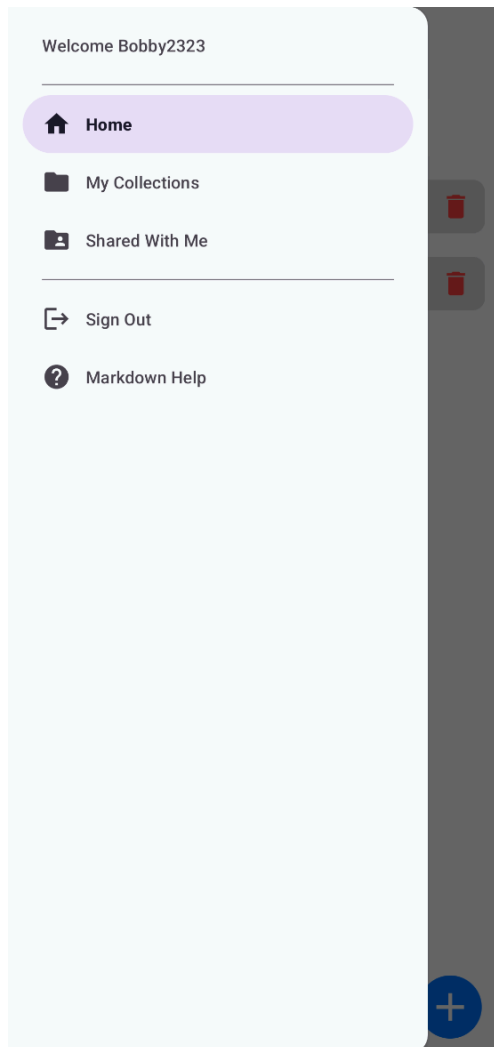 Welcome Bobby2323
Home
My Collections
Shared With Me
Sign Out
Markdown Help